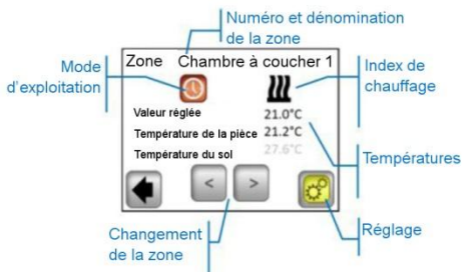 Numéro et dénomination
de la zone
Zone Chambre à coucher 1
Mode
d'exploitation
Index de
chauffage
Valeur réglée 21.0°C
Température de la pièce 21.2°C
Température du sol 27.6°C
Températures
< >
Changement
de la zone
Réglage